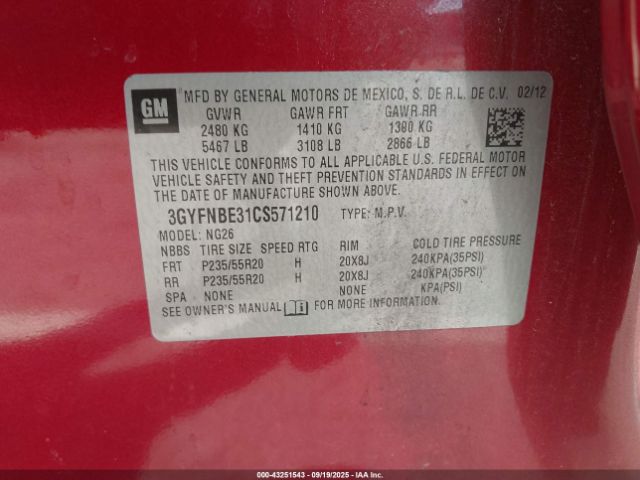 GM
MFD BY GENERAL MOTORS DE MEXICO, S. DE R.L. DE C.V. 02/12
GVWR GAWR FRT GAWR RR
2480 KG 1410 KG 1300 KG
5467 LB 3108 LB 2866 LB
THIS VEHICLE CONFORMS TO ALL APPLICABLE U.S. FEDERAL MOTOR
VEHICLE SAFETY AND THEFT PREVENTION STANDARDS IN EFFECT ON
THE DATE OF MANUFACTURE SHOWN ABOVE.
3GYFNBE31CS571210 TYPE: M.P.V.
MODEL: NG26
NBBS TIRE SIZE SPEED RTG RIM COLD TIRE PRESSURE
FRT P235/55R20 H 20X8J 240KPA(35PSI)
RR P235/55R20 H 20X8J 240KPA(35PSI)
SPA NONE NONE KPA(PSI)
SEE OWNER'S MANUAL FOR MORE INFORMATION.
000-43251543 - 09/19/2025 - IAA, INC.